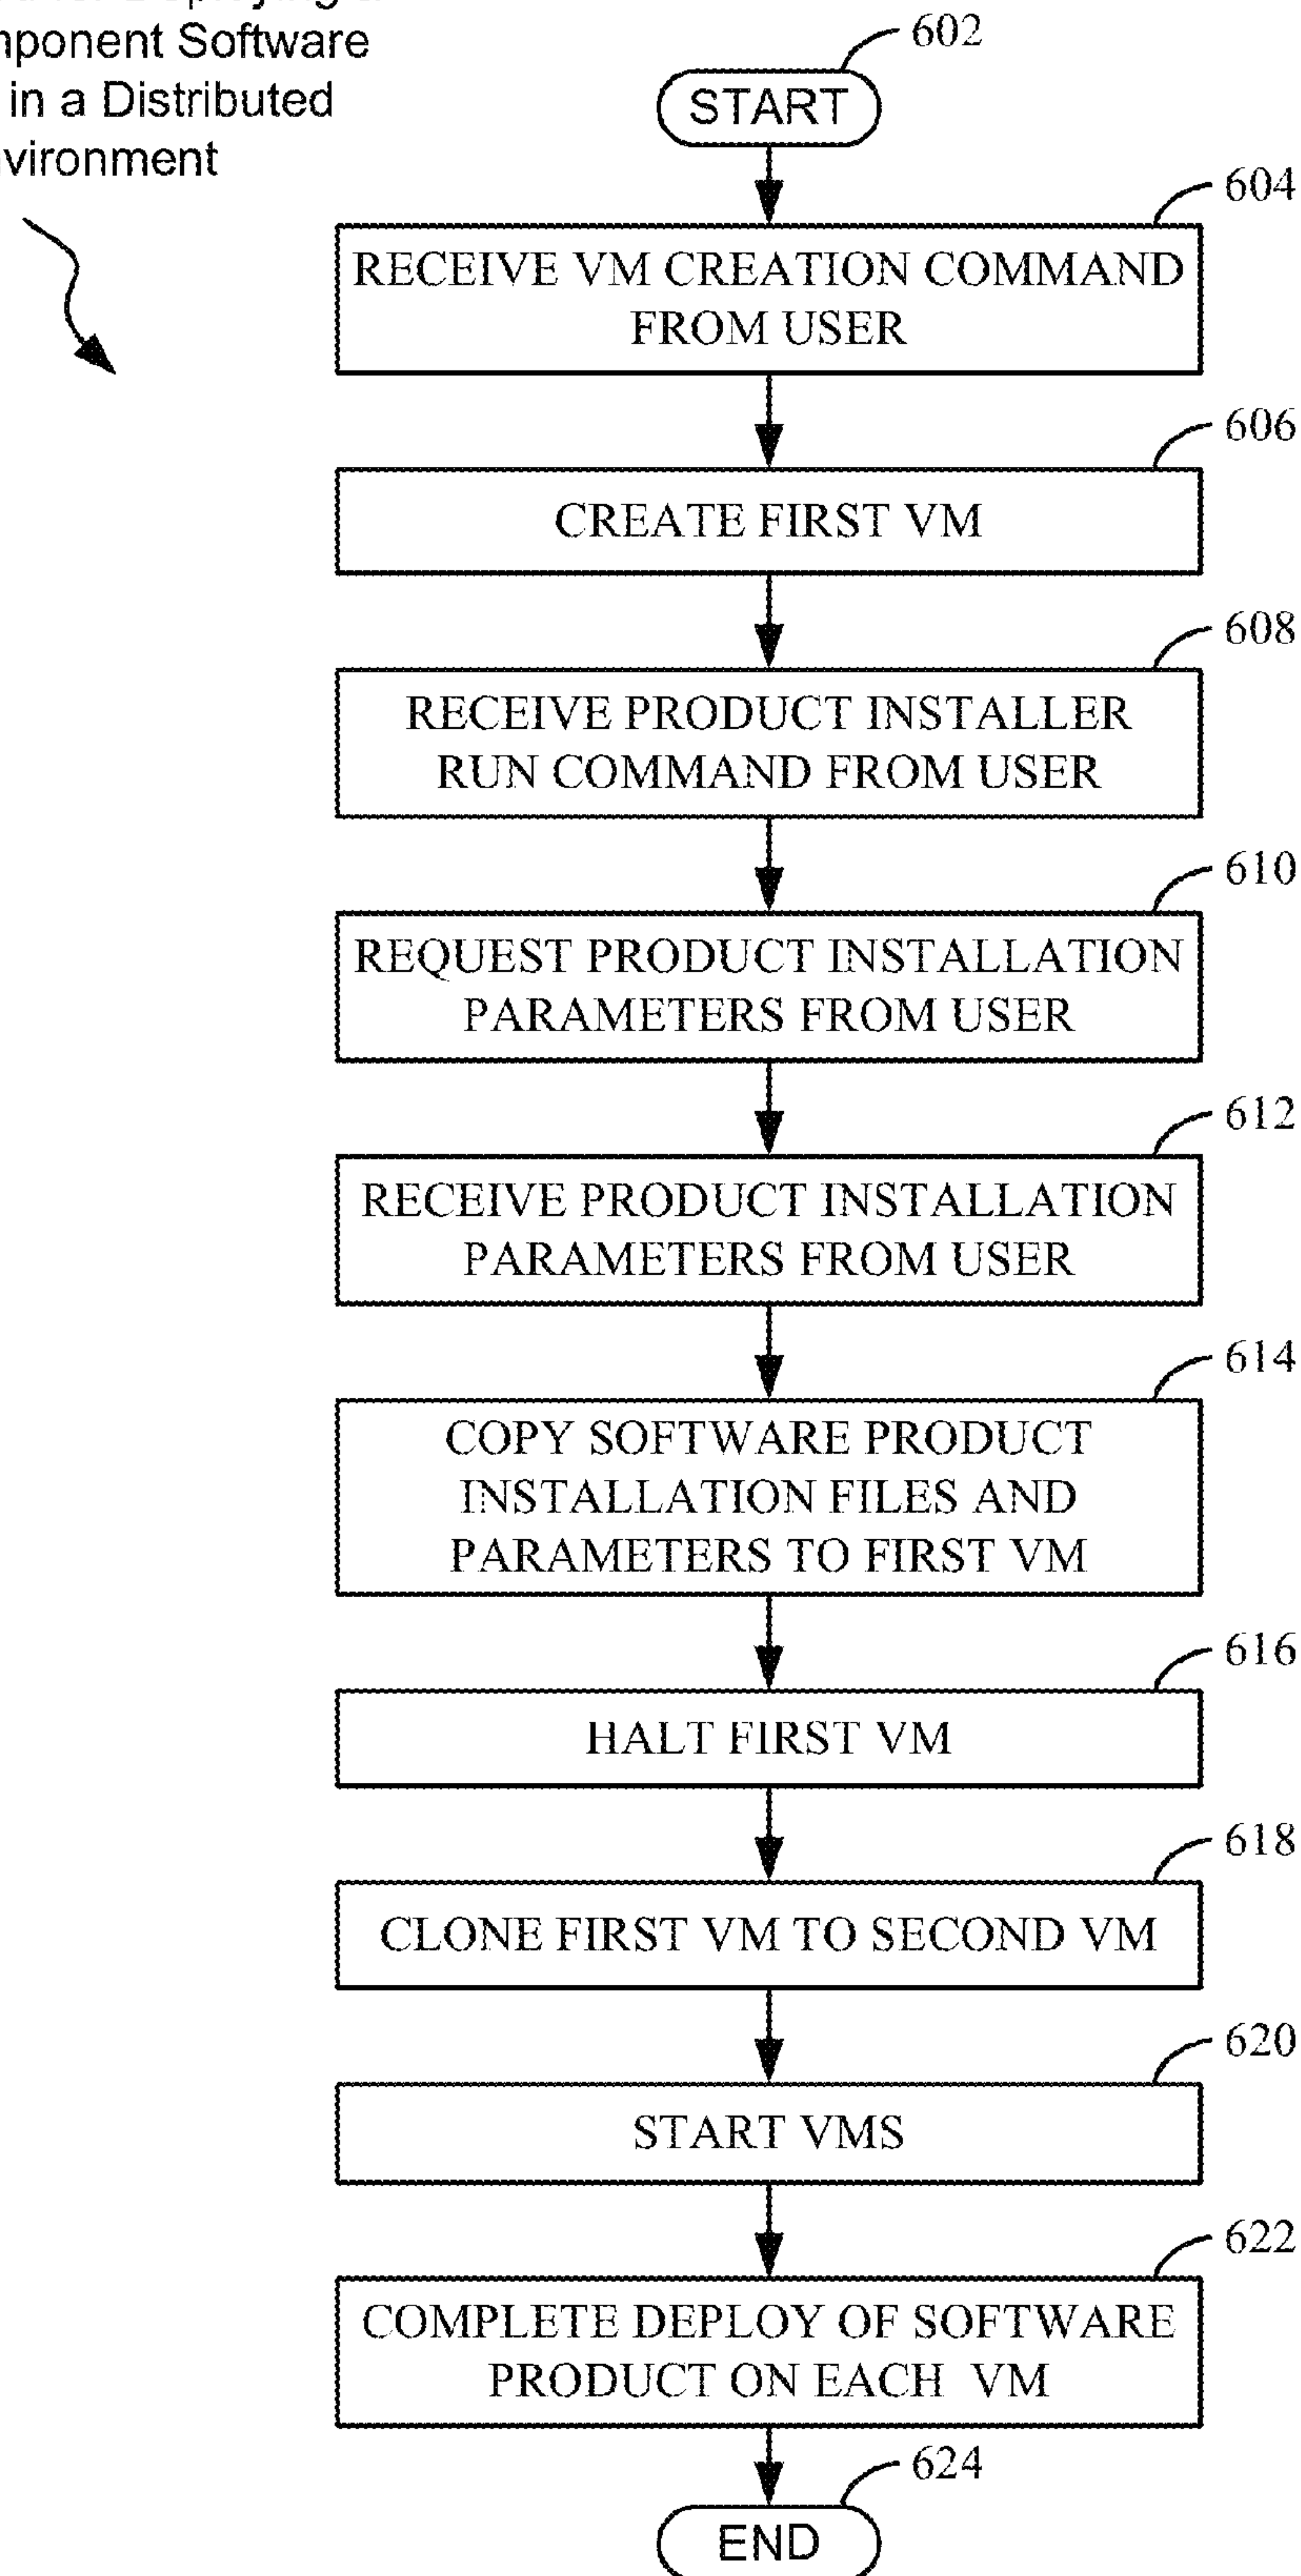 mponent Software
in a Distributed
vironment
602
START
604
RECEIVE VM CREATION COMMAND
FROM USER
606
CREATE FIRST VM
608
RECEIVE PRODUCT INSTALLER
RUN COMMAND FROM USER
610
REQUEST PRODUCT INSTALLATION
PARAMETERS FROM USER
612
RECEIVE PRODUCT INSTALLATION
PARAMETERS FROM USER
614
COPY SOFTWARE PRODUCT
INSTALLATION FILES AND
PARAMETERS TO FIRST VM
616
HALT FIRST VM
618
CLONE FIRST VM TO SECOND VM
620
START VMS
622
COMPLETE DEPLOY OF SOFTWARE
PRODUCT ON EACH VM
624
END